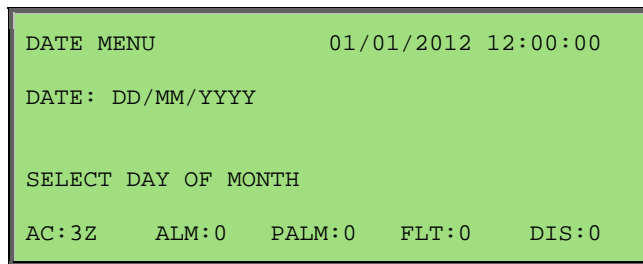 DATE MENU 01/01/2012 12:00:00
DATE: DD/MM/YYYY
SELECT DAY OF MONTH
AC:3Z ALM:0 PALM:0 FLT:0 DIS:0